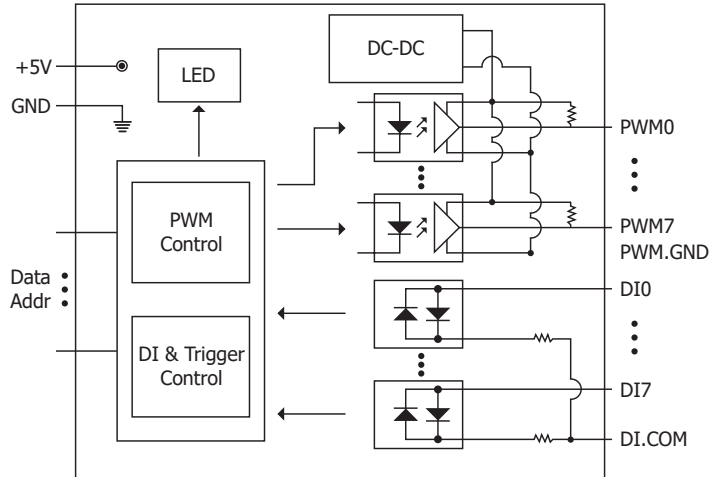 DC-DC
+5V
LED
GND
PWM0
PWM
Control
PWM7
PWM.GND
Data
Addr
DI0
DI & Trigger
Control
DI7
DI.COM